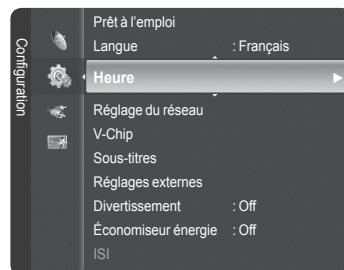 Configuration
Prêt à l'emploi
Langue : Français
Heure
Réglage du réseau
V-Chip
Sous-titres
Réglages externes
Divertissement : Off
Économiseur énergie : Off
ISI